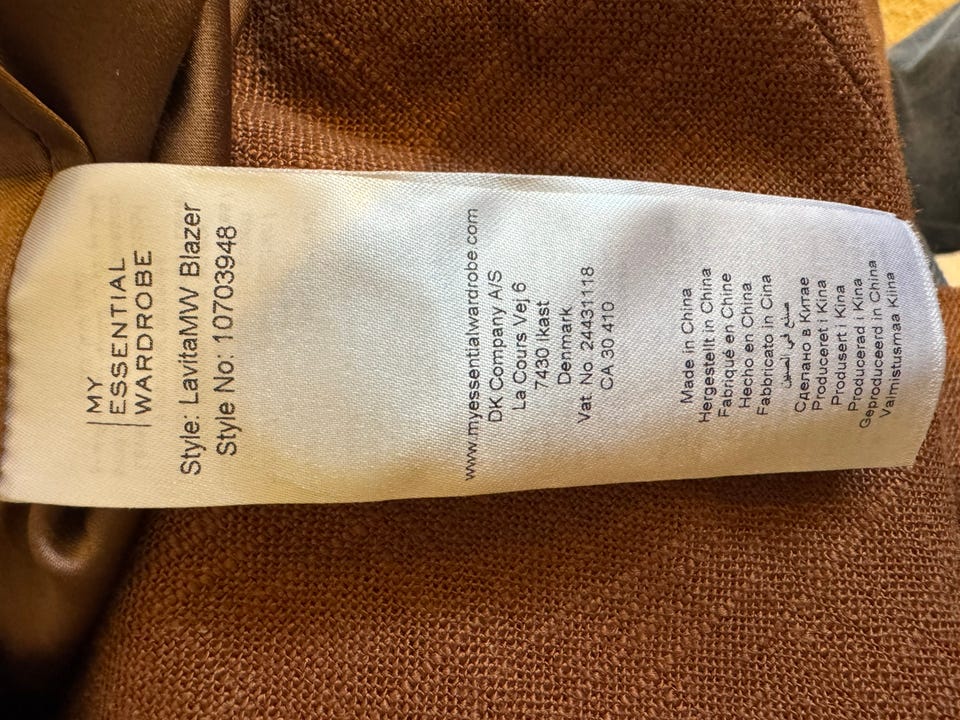 MY
ESSENTIAL
WARDROBE
Style: LavitaMW Blazer
Style No: 10703948
www.myessentialwardrobe.com
DK Company A/S
La Cours Vej 6
7430 Ikast
Denmark
Vat. No. 24431118
CA 30 410
Made in China
Hergestellt in China
Fabriqué en Chine
Hecho en China
Fabbricato in Cina
صنع في الصين
Сделано в Китае
Produceret i Kina
Produsert i Kina
Producerad i Kina
Geproduceerd in China
Valmistusmaa Kiina